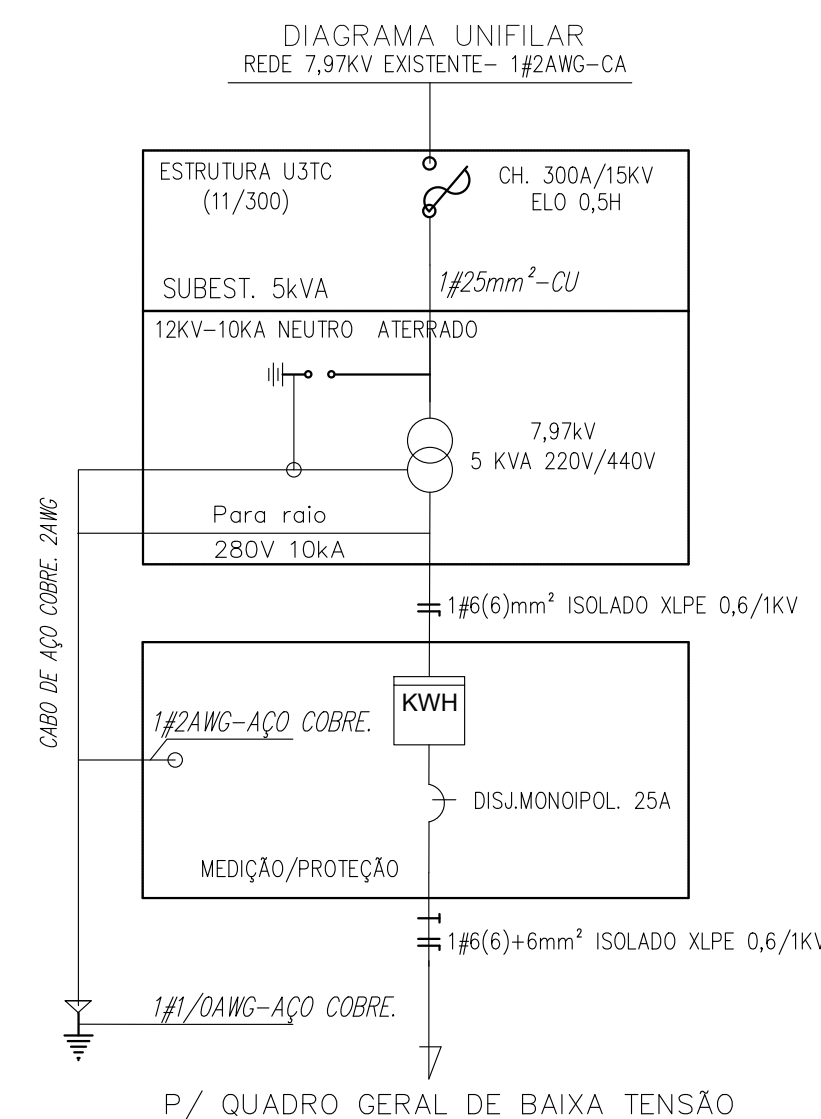 DIAGRAMA UNIFILAR
REDE 7,97KV EXISTENTE- 1#2AWG-CA
ESTRUTURA U3TC
(11/300)
CH. 300A/15KV
ELO 0,5H
SUBEST. 5kVA
1#25mm²-CU
12KV-10KA NEUTRO ATERRADO
7,97kV
5 KVA 220V/440V
Para raio
280V 10kA
CABO DE AÇO COBRE. 2AWG
1#6(6)mm² ISOLADO XLPE 0,6/1KV
KWH
1#2AWG-AÇO COBRE.
DISJ.MONOIPOL. 25A
MEDIÇÃO/PROTEÇÃO
1#6(6)+6mm² ISOLADO XLPE 0,6/1KV
1#1/0AWG-AÇO COBRE.
P/ QUADRO GERAL DE BAIXA TENSÃO